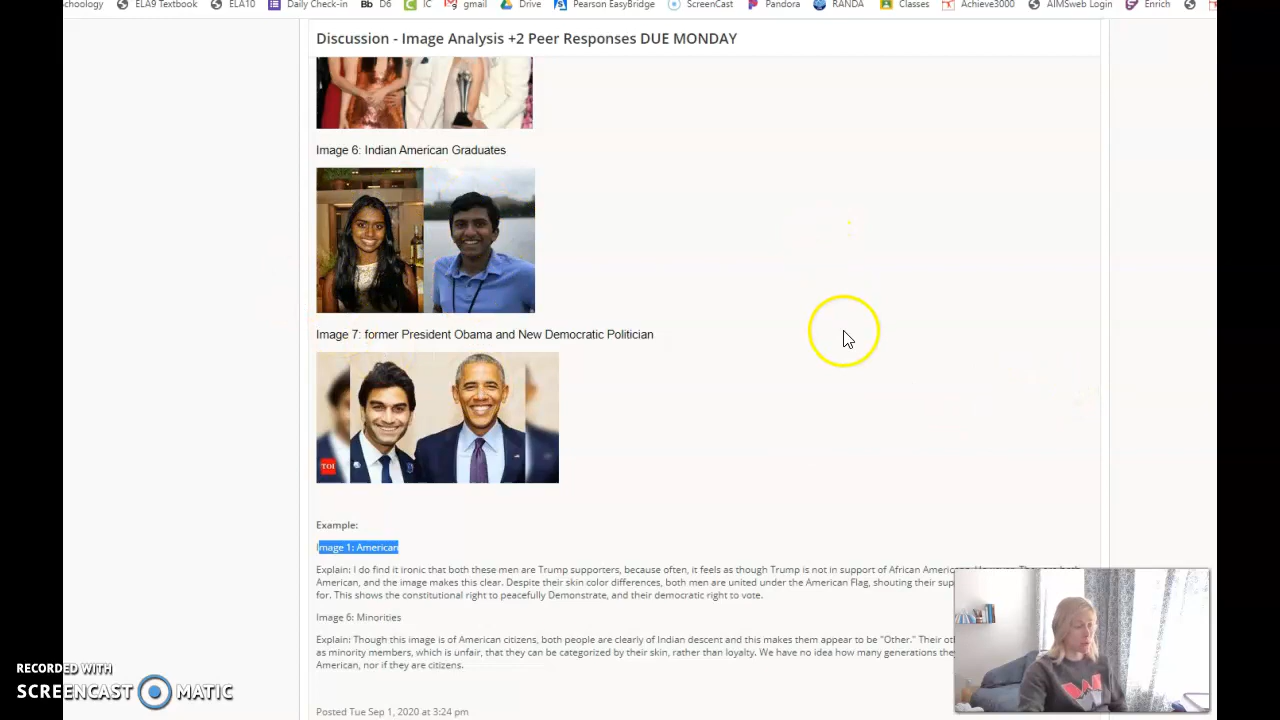 choology ELA9 Textbook ELA10 Daily Check-in Bb D6 C IC gmail Drive Pearson EasyBridge ScreenCast Pandora RANDA Classes Achieve3000 AIMSweb Login Enrich
Discussion - Image Analysis +2 Peer Responses DUE MONDAY
Image 6: Indian American Graduates
Image 7: former President Obama and New Democratic Politician
TOI
Example:
Image 1: American
Explain: I do find it ironic that both these men are Trump supporters, because often, it feels as though Trump is not in support of African
American, and the image makes this clear. Despite their skin color differences, both men are united under the American Flag, shouting their
for. This shows the constitutional right to peacefully Demonstrate, and their democratic right to vote.
Image 6: Minorities
Explain: Though this image is of American citizens, both people are clearly of Indian descent and this makes them appear to be "Other." Their
as minority members, which is unfair, that they can be categorized by their skin, rather than loyalty. We have no idea how many generations
American, nor if they are citizens.
RECORDED WITH
SCREENCAST MATIC
Posted Tue Sep 1, 2020 at 3:24 pm